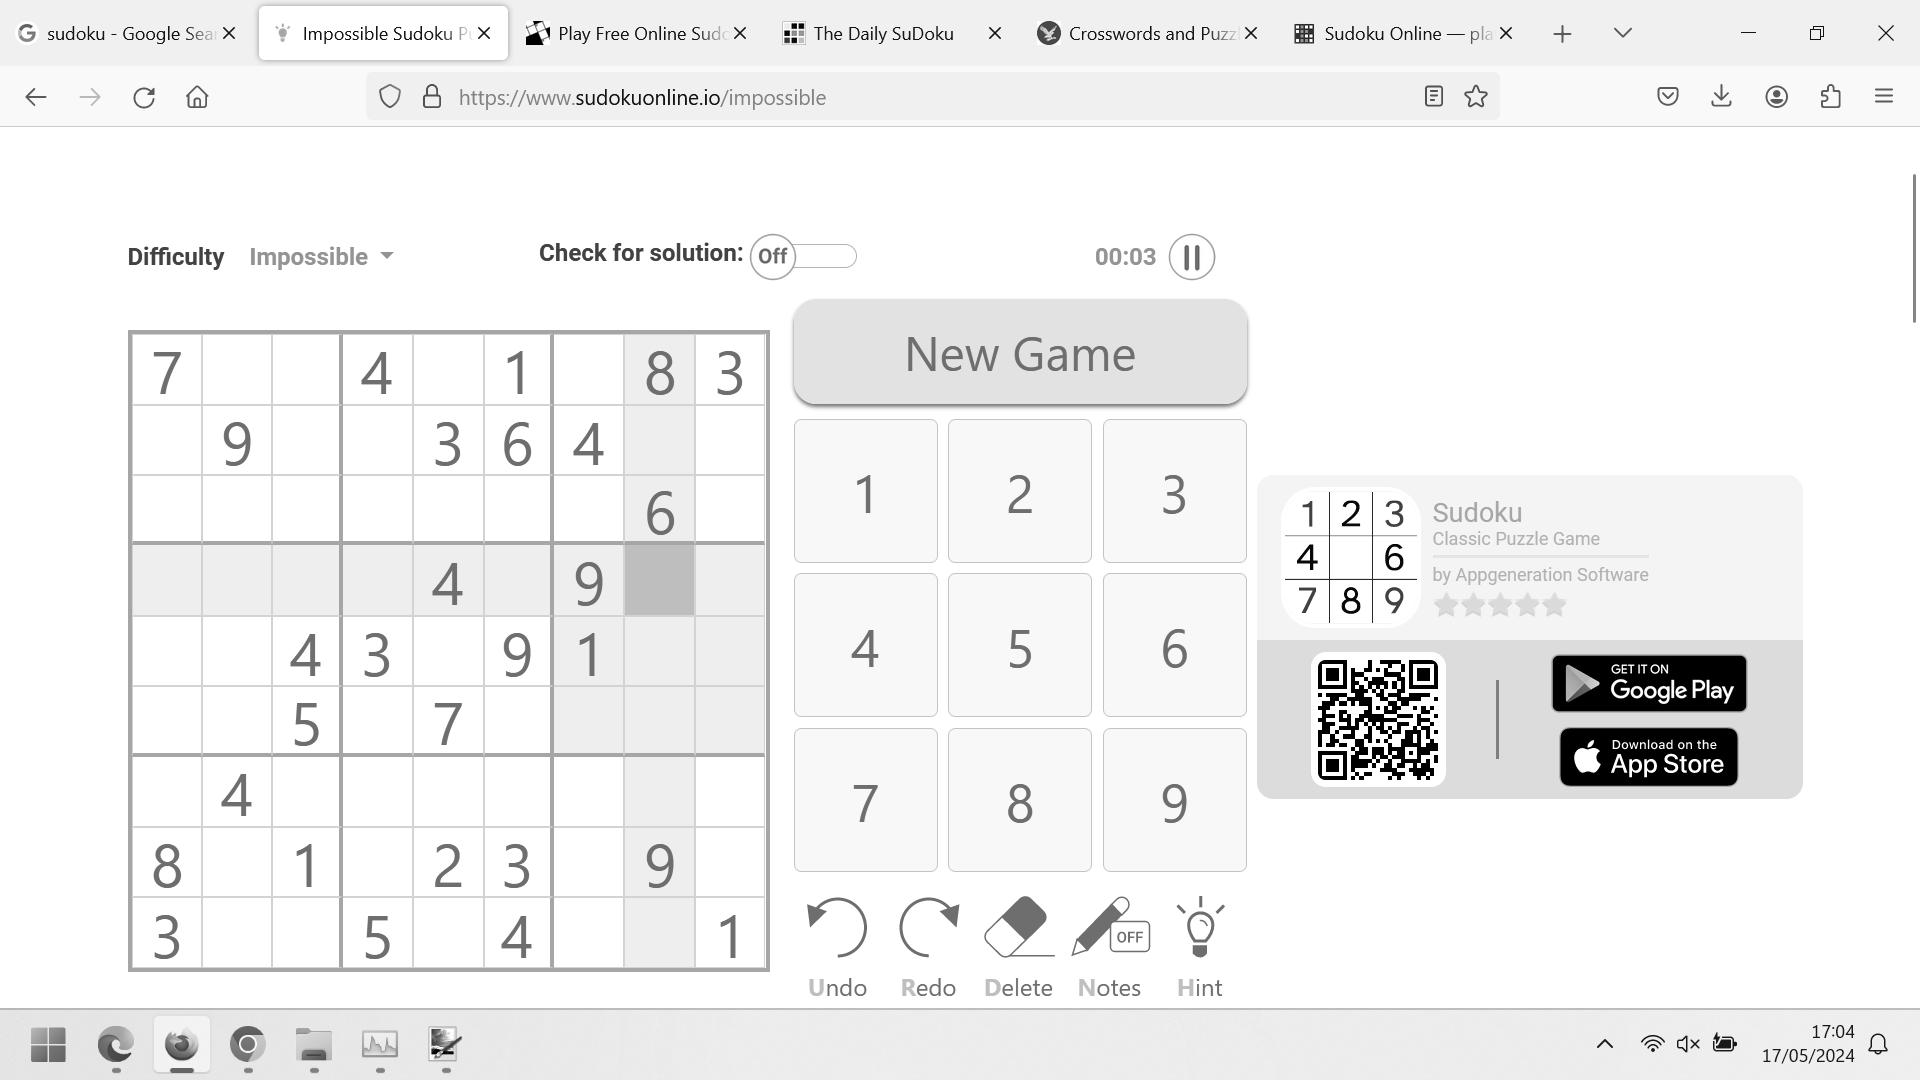 sudoku - Google Sear
Impossible Sudoku P
Play Free Online Sudo
The Daily SuDoku
Crosswords and Puzzl
Sudoku Online — pla
https://www.sudokuonline.io/impossible
Difficulty Impossible
Check for solution: Off
00:03
New Game
7 4 1 8 3
9 3 6 4
6
4 9
4 3 9 1
5 7
4
8 1 2 3 9
3 5 4 1
1 2 3
4 5 6
7 8 9
OFF
Undo Redo Delete Notes Hint
1 2 3
4 6
7 8 9
Sudoku
Classic Puzzle Game
by Appgeneration Software
GET IT ON
Google Play
Download on the
App Store
17:04
17/05/2024